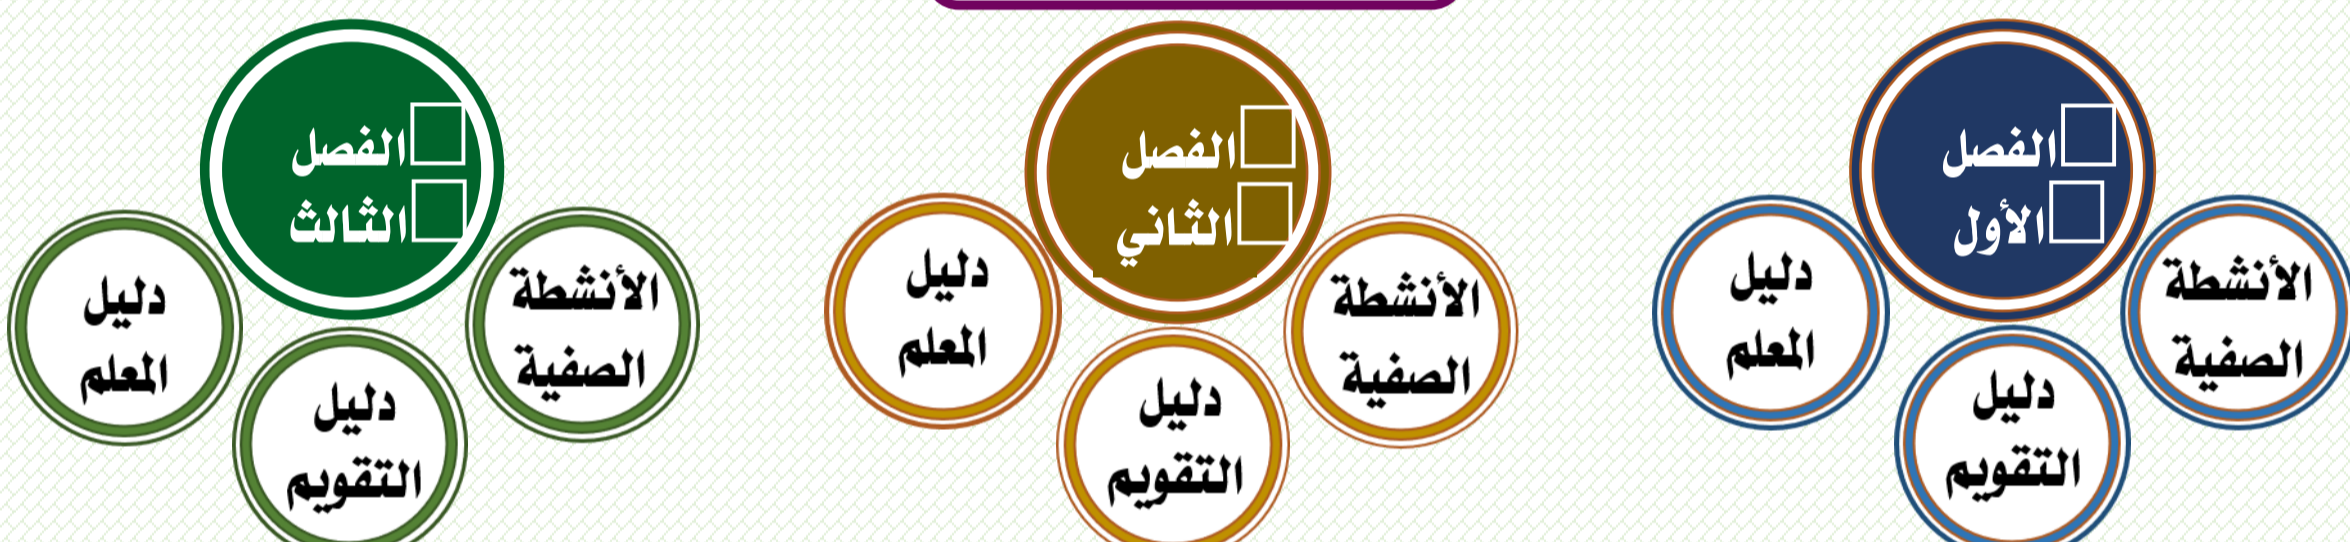 الفصل
الأول
الأنشطة
الصفية
دليل
التقويم
دليل
المعلم
الفصل
الثاني
الأنشطة
الصفية
دليل
التقويم
دليل
المعلم
الفصل
الثالث
الأنشطة
الصفية
دليل
التقويم
دليل
المعلم